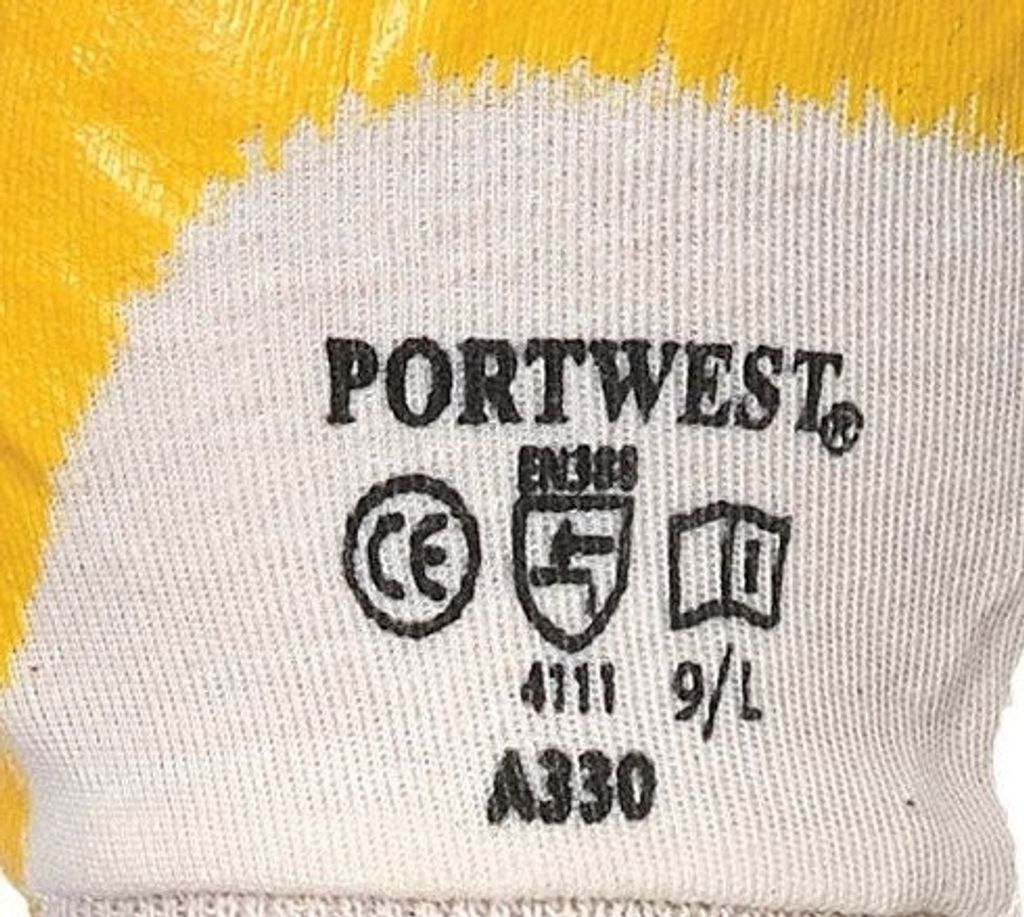 PORTWEST®
EN388
CE
i
4111 9/L
A330